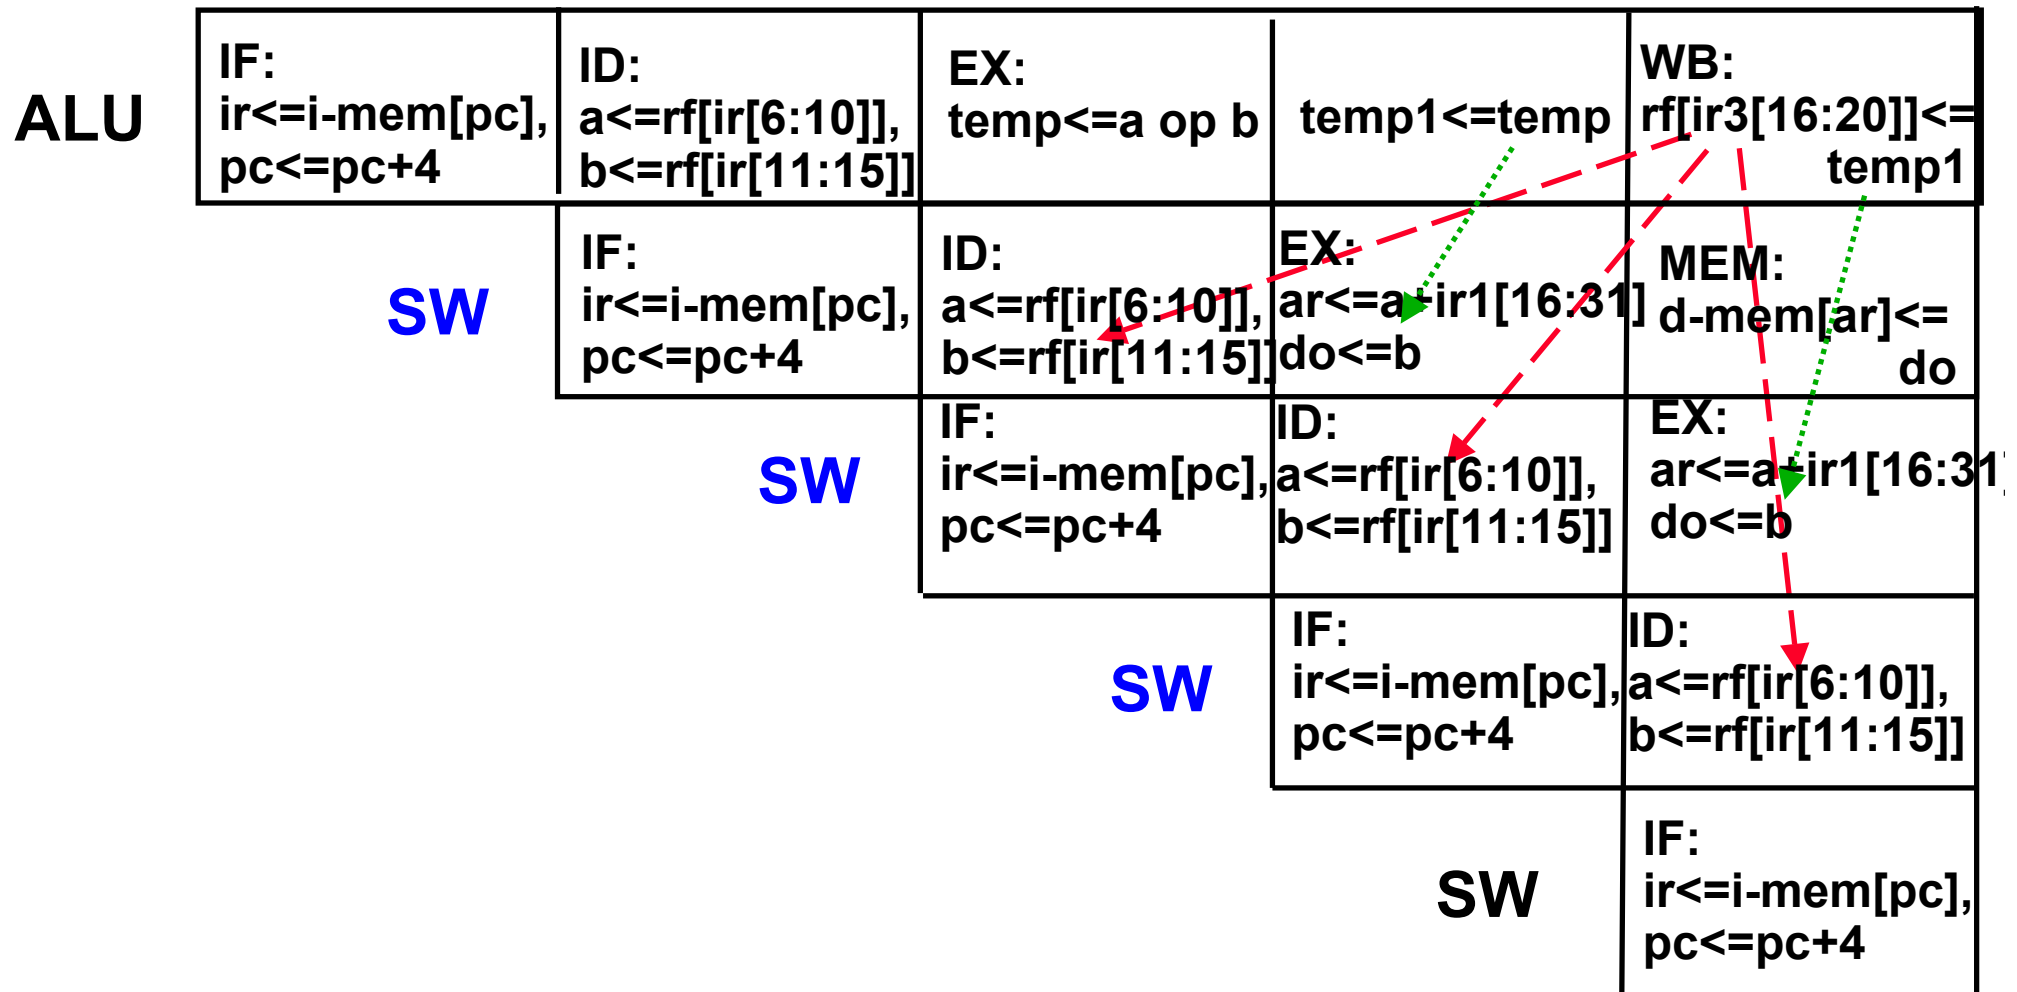 ALU
IF:
ir<=i-mem[pc],
pc<=pc+4
ID:
a<=rf[ir[6:10]],
b<=rf[ir[11:15]]
EX:
temp<=a op b
temp1<=temp
WB:
rf[ir3[16:20]]<=
temp1
SW
IF:
ir<=i-mem[pc],
pc<=pc+4
ID:
a<=rf[ir[6:10]],
b<=rf[ir[11:15]]
EX:
ar<=a+ir1[16:31]
do<=b
MEM:
d-mem[ar]<=
do
SW
IF:
ir<=i-mem[pc],
pc<=pc+4
ID:
a<=rf[ir[6:10]],
b<=rf[ir[11:15]]
EX:
ar<=a+ir1[16:31]
do<=b
SW
IF:
ir<=i-mem[pc],
pc<=pc+4
ID:
a<=rf[ir[6:10]],
b<=rf[ir[11:15]]
SW
IF:
ir<=i-mem[pc],
pc<=pc+4